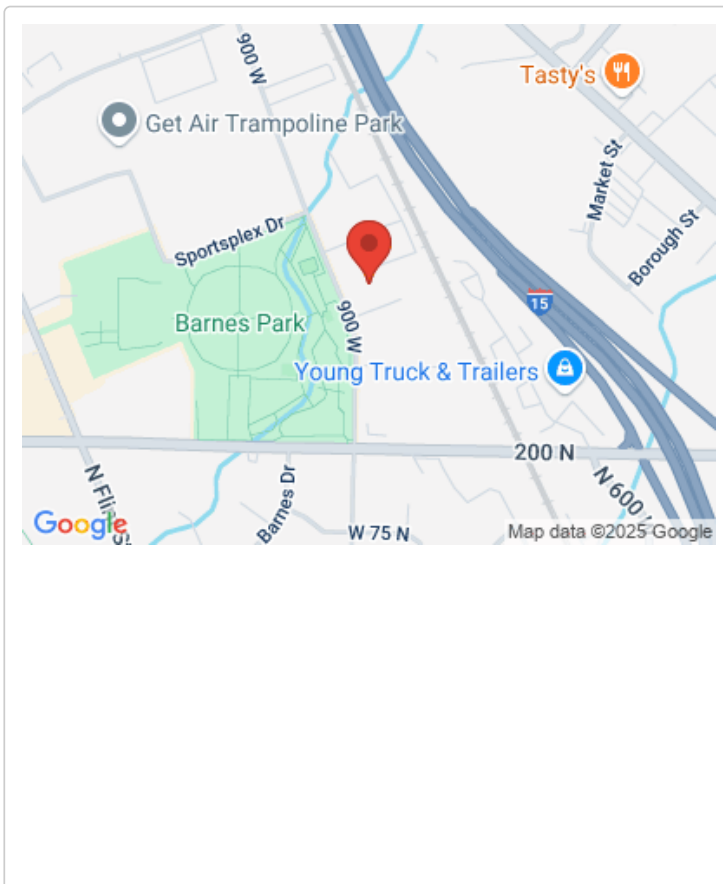 900 W
Tasty's
Get Air Trampoline Park
Market St
Sportsplex Dr
Borough St
900 W
15
Barnes Park
Young Truck & Trailers
200 N
N 600
Barnes Dr
W 75 N
Google
Map data ©2025 Google